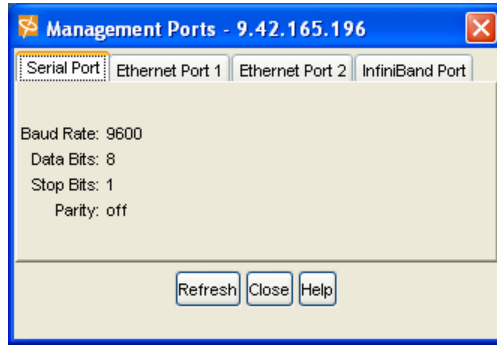 Management Ports - 9.42.165.196
Serial Port Ethernet Port 1 Ethernet Port 2 InfiniBand Port
Baud Rate: 9600
Data Bits: 8
Stop Bits: 1
Parity: off
Refresh Close Help